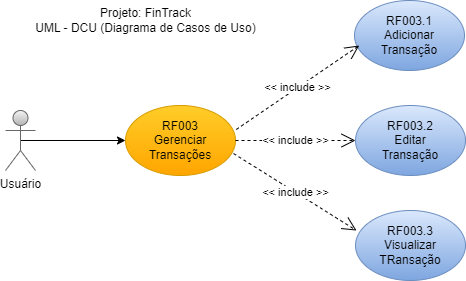 Projeto: FinTrack
UML - DCU (Diagrama de Casos de Uso)
RF003.1
Adicionar
Transação
<< include >>
Usuário
RF003
Gerenciar
Transações
<< include >>
RF003.2
Editar
Transação
<< include >>
RF003.3
Visualizar
TRansação